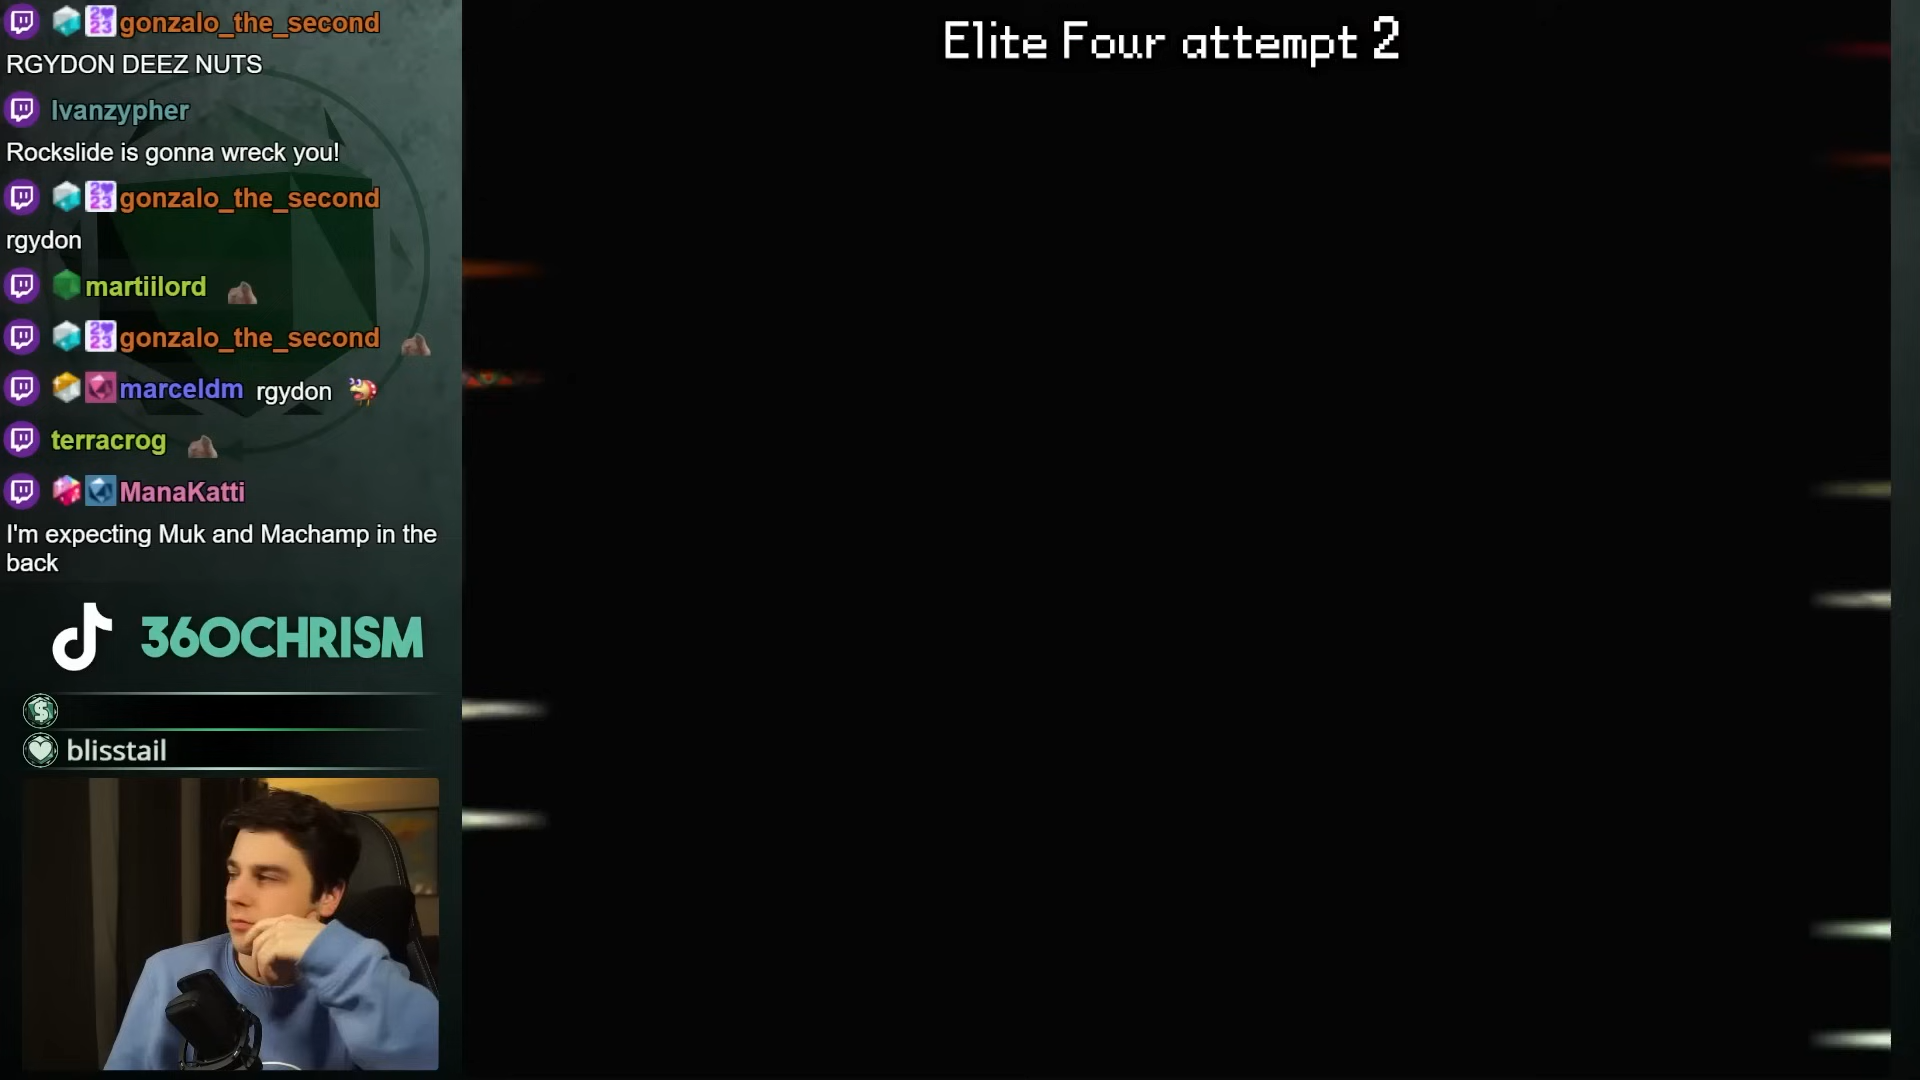 gonzalo_the_second
RGYDON DEEZ NUTS
Ivanzypher
Rockslide is gonna wreck you!
gonzalo_the_second
rgydon
martiilord
gonzalo_the_second
marceldm rgydon
terracrog
ManaKatti
I'm expecting Muk and Machamp in the
back
360CHRISM
blisstail
Elite Four attempt 2